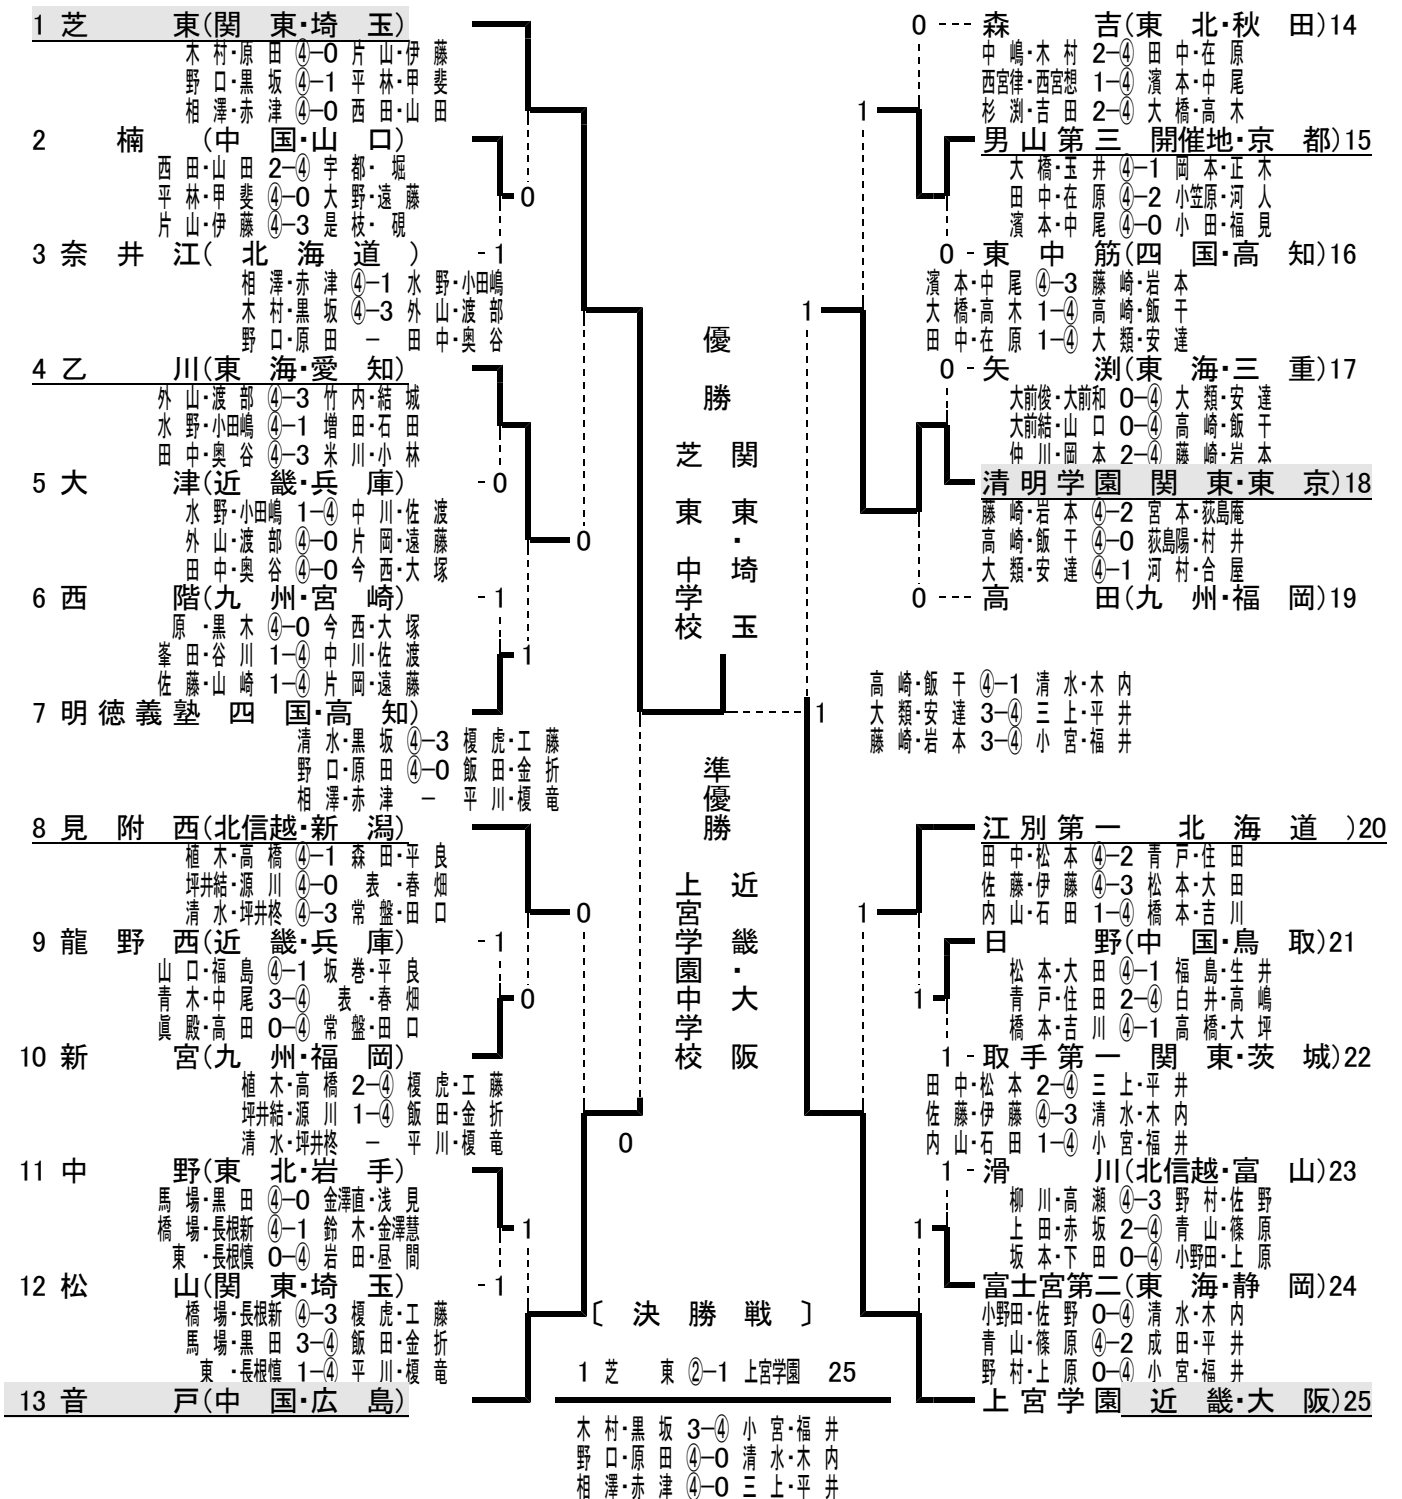 1 芝　　　東(関　東･埼　玉)
木　村･原　田 ④−0 片　山･伊　藤
野　口･黒　坂 ④−1 平　林･甲　斐
相　澤･赤　津 ④−0 西　田･山　田
2　　楠　　(中　国･山　口)
西　田･山　田 2−④ 宇　都･　堀
平　林･甲　斐 ④−0 大　野･遠　藤
片　山･伊　藤 ④−3 是　枝･　硯
0
3 奈　井　江(　北　海　道　)
1
相　澤･赤　津 ④−1 水　野･小田嶋
木　村･黒　坂 ④−3 外　山･渡　部
野　口･原　田　−　田　中･奥　谷
4 乙　　　川(東　海･愛　知)
外　山･渡　部 ④−3 竹　内･結　城
水　野･小田嶋 ④−1 増　田･石　田
田　中･奥　谷 ④−3 米　川･小　林
5 大　　　津(近　畿･兵　庫)
0
水　野･小田嶋 1−④ 中　川･佐　渡
外　山･渡　部 ④−0 片　岡･遠　藤
田　中･奥　谷 ④−0 今　西･大　塚
0
6 西　　　階(九　州･宮　崎)
1
原　･黒　木 ④−0 今　西･大　塚
峯　田･谷　川 1−④ 中　川･佐　渡
佐　藤･山　崎 1−④ 片　岡･遠　藤
1
7 明徳義塾　四　国･高　知)
清　水･黒　坂 ④−3 榎　虎･工　藤
野　口･原　田 ④−0 飯　田･金　折
相　澤･赤　津　−　平　川･榎　竜
8 見　附　西(北信越･新　潟)
植　木･高　橋 ④−1 森　田･平　良
坪井結･源　川 ④−0 　表　･春　畑
清　水･坪井柊 ④−3 常　盤･田　口
0
9 龍　野　西(近　畿･兵　庫)
1
山　口･福　島 ④−1 坂　巻･平　良
青　木･中　尾 3−④ 　表　･春　畑
眞　殿･高　田 0−④ 常　盤･田　口
0
10 新　　　宮(九　州･福　岡)
植　木･高　橋 2−④ 榎　虎･工　藤
坪井結･源　川 1−④ 飯　田･金　折
清　水･坪井柊　−　平　川･榎　竜
0
11 中　　　野(東　北･岩　手)
馬　場･黒　田 ④−0 金澤直･浅　見
橋　場･長根新 ④−1 鈴　木･金澤慧
東　･長根慎 0−④ 岩　田･昼　間
1
12 松　　　山(関　東･埼　玉)
1
橋　場･長根新 ④−3 榎　虎･工　藤
馬　場･黒　田 3−④ 飯　田･金　折
東　･長根慎 1−④ 平　川･榎　竜
13 音　　　戸(中　国･広　島)
優　勝
関　東･埼　玉
芝　東　中学校
準優勝
近　畿･大　阪
上宮学園中学校
〔　決　勝　戦　〕
1 芝　　東 ②−1 上宮学園　25
木　村･黒　坂 3−④ 小　宮･福　井
野　口･原　田 ④−0 清　水･木　内
相　澤･赤　津 ④−0 三　上･平　井
0
森　　　吉(東　北･秋　田)14
中　嶋･木　村 2−④ 田　中･在　原
西宮律･西宮想 1−④ 濱　本･中　尾
杉　渕･吉　田 2−④ 大　橋･高　木
1
男山第三　開催地･京　都)15
大　橋･玉　井 ④−1 岡　本･正　木
田　中･在　原 ④−2 小笠原･河　人
濱　本･中　尾 ④−0 小　田･福　見
0
東　中　筋(四　国･高　知)16
濱　本･中　尾 ④−3 藤　崎･岩　本
大　橋･高　木 1−④ 高　崎･飯　干
田　中･在　原 1−④ 大　類･安　達
1
0
矢　　　渕(東　海･三　重)17
大前俊･大前和 0−④ 大　類･安　達
大前結･山　口 0−④ 高　崎･飯　干
仲　川･岡　本 2−④ 藤　崎･岩　本
清明学園　関　東･東　京)18
藤　崎･岩　本 ④−2 宮　本･荻島庵
高　崎･飯　干 ④−0 荻島陽･村　井
大　類･安　達 ④−1 河　村･合　屋
0
高　　　田(九　州･福　岡)19
高　崎･飯　干 ④−1 清　水･木　内
大　類･安　達 3−④ 三　上･平　井
藤　崎･岩　本 3−④ 小　宮･福　井
1
江別第一　　北　海　道　)20
田　中･松　本 ④−2 青　戸･住　田
佐　藤･伊　藤 ④−3 松　本･大　田
内　山･石　田 1−④ 橋　本･吉　川
1
日　　　野(中　国･鳥　取)21
松　本･大　田 ④−1 福　島･生　井
青　戸･住　田 2−④ 白　井･高　嶋
橋　本･吉　川 ④−1 高　橋･大　坪
1
1
取手第一　関　東･茨　城)22
田　中･松　本 2−④ 三　上･平　井
佐　藤･伊　藤 ④−3 清　水･木　内
内　山･石　田 1−④ 小　宮･福　井
1
滑　　　川(北信越･富　山)23
柳　川･高　瀬 ④−3 野　村･佐　野
上　田･赤　坂 2−④ 青　山･篠　原
坂　本･下　田 0−④ 小野田･上　原
1
富士宮第二(東　海･静　岡)24
小野田･佐　野 0−④ 清　水･木　内
青　山･篠　原 ④−2 成　田･平　井
野　村･上　原 0−④ 小　宮･福　井
上宮学園　近　畿･大　阪)25